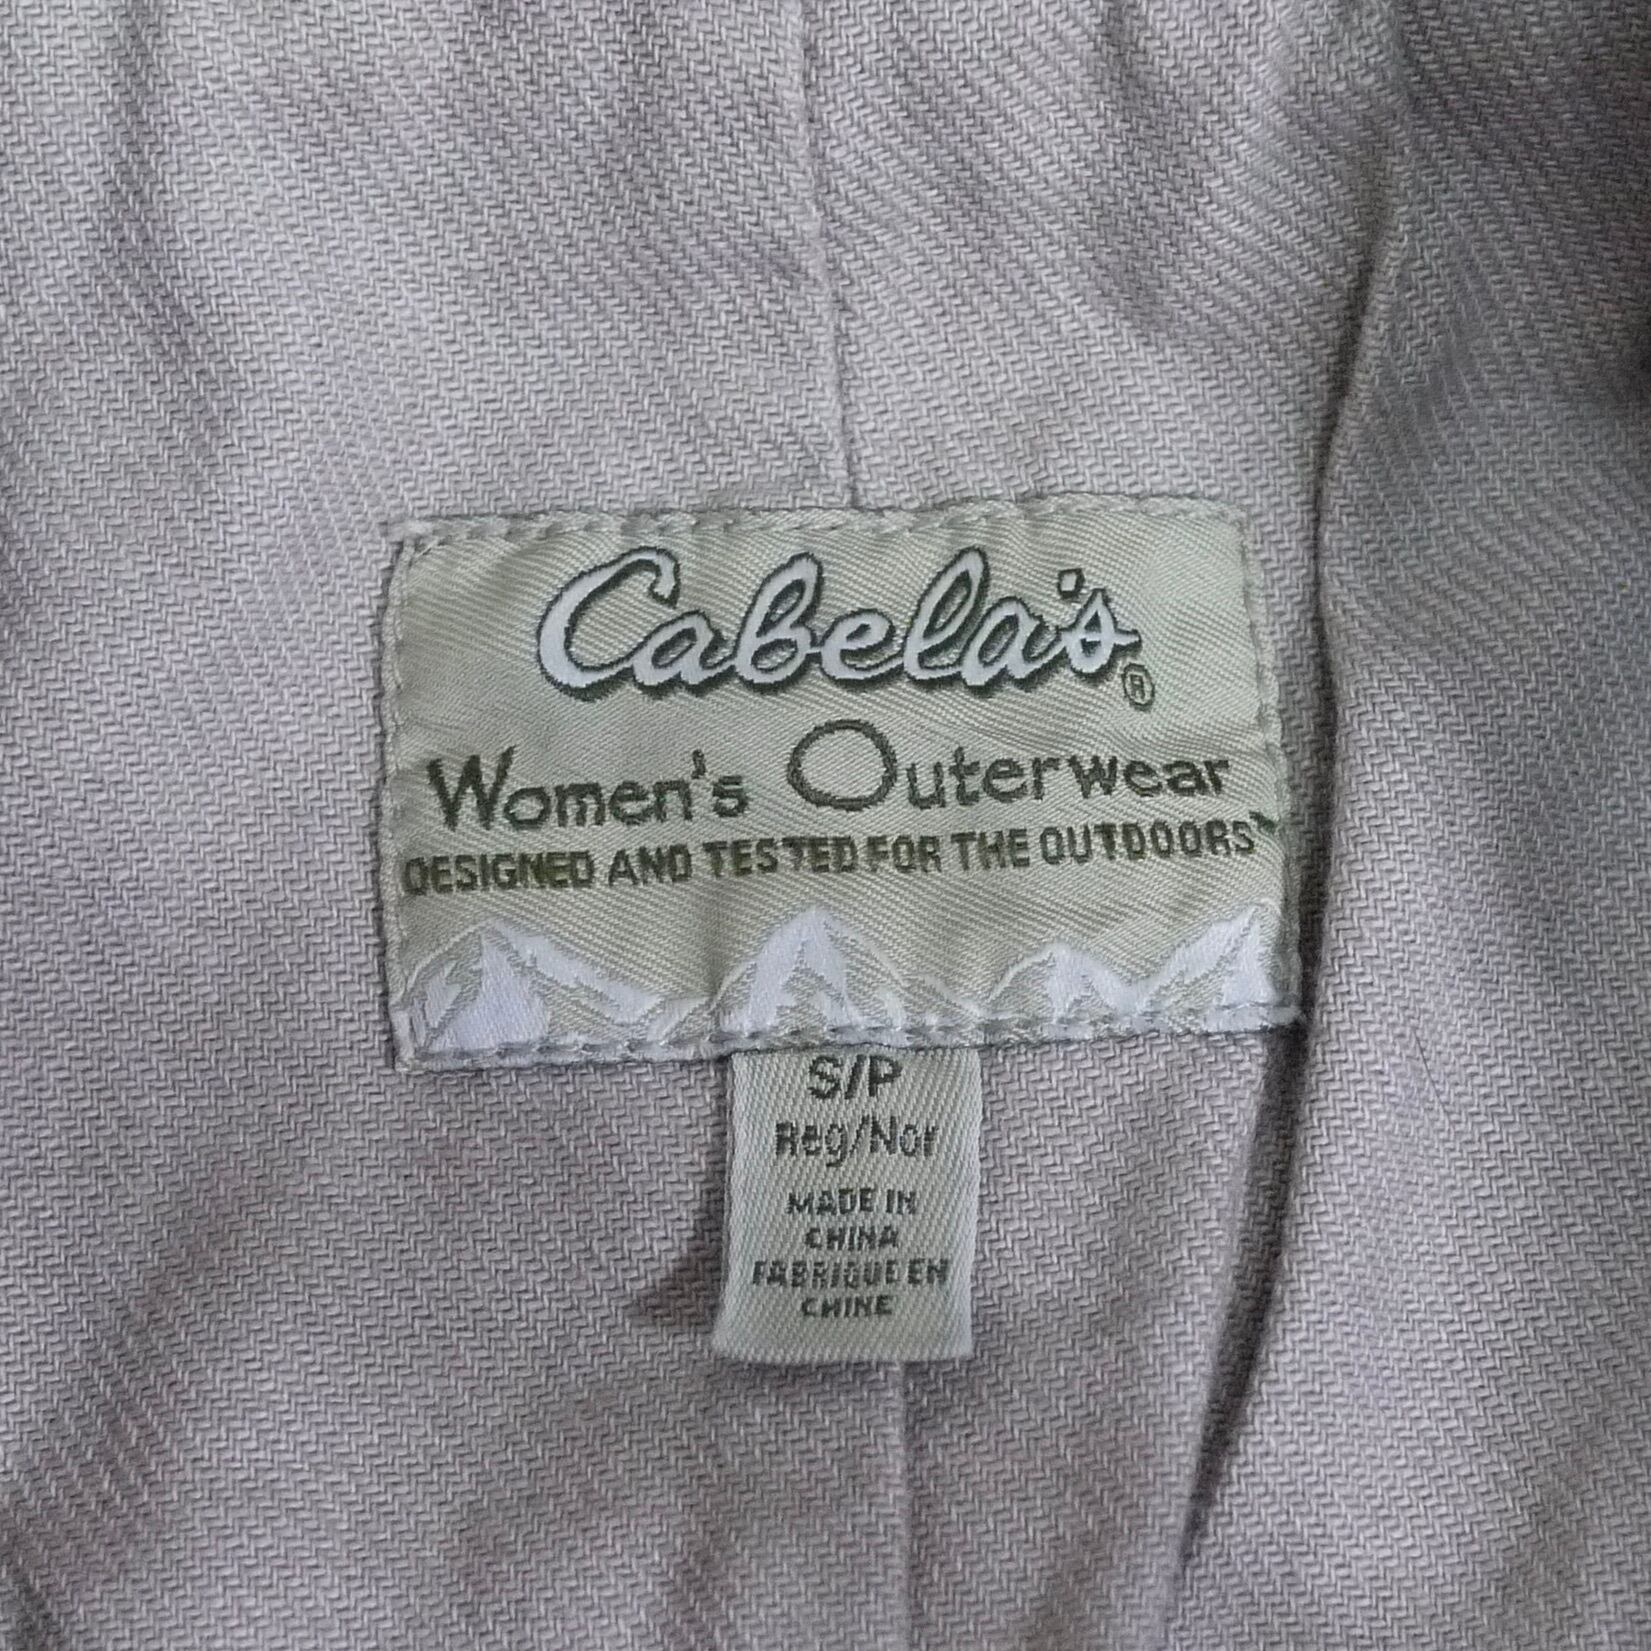 Cabela's®
Women's Outerwear
DESIGNED AND TESTED FOR THE OUTDOORS™
S/P
Reg/Nor
MADE IN
CHINA
FABRIQUE EN
CHINE